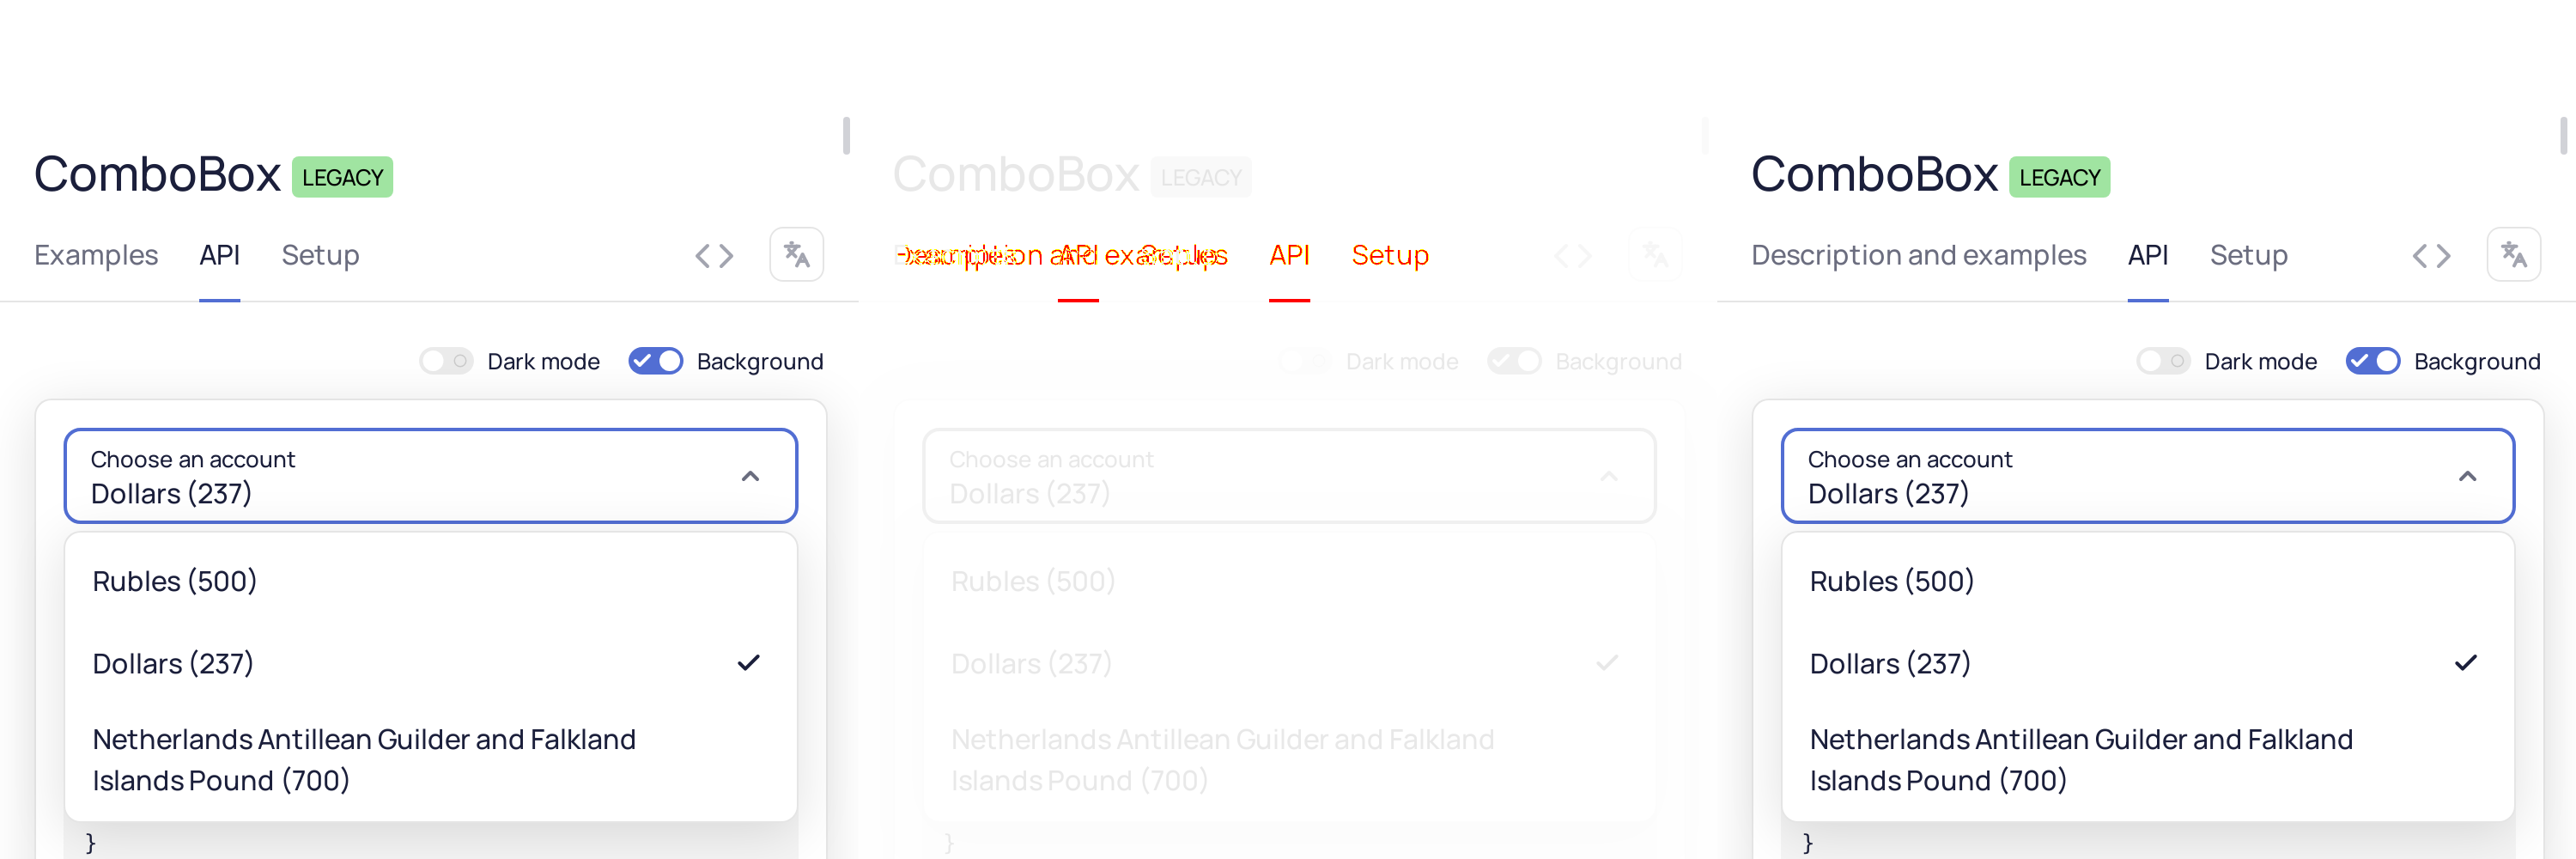 ComboBox LEGACY
Examples API Setup
Dark mode Background
Choose an account
Dollars (237)
Rubles (500)
Dollars (237)
Netherlands Antillean Guilder and Falkland
Islands Pound (700)
}
ComboBox LEGACY
Description and examples API Setup
Dark mode Background
Choose an account
Dollars (237)
Rubles (500)
Dollars (237)
Netherlands Antillean Guilder and Falkland
Islands Pound (700)
}
ComboBox LEGACY
Description and examples API Setup
Dark mode Background
Choose an account
Dollars (237)
Rubles (500)
Dollars (237)
Netherlands Antillean Guilder and Falkland
Islands Pound (700)
}